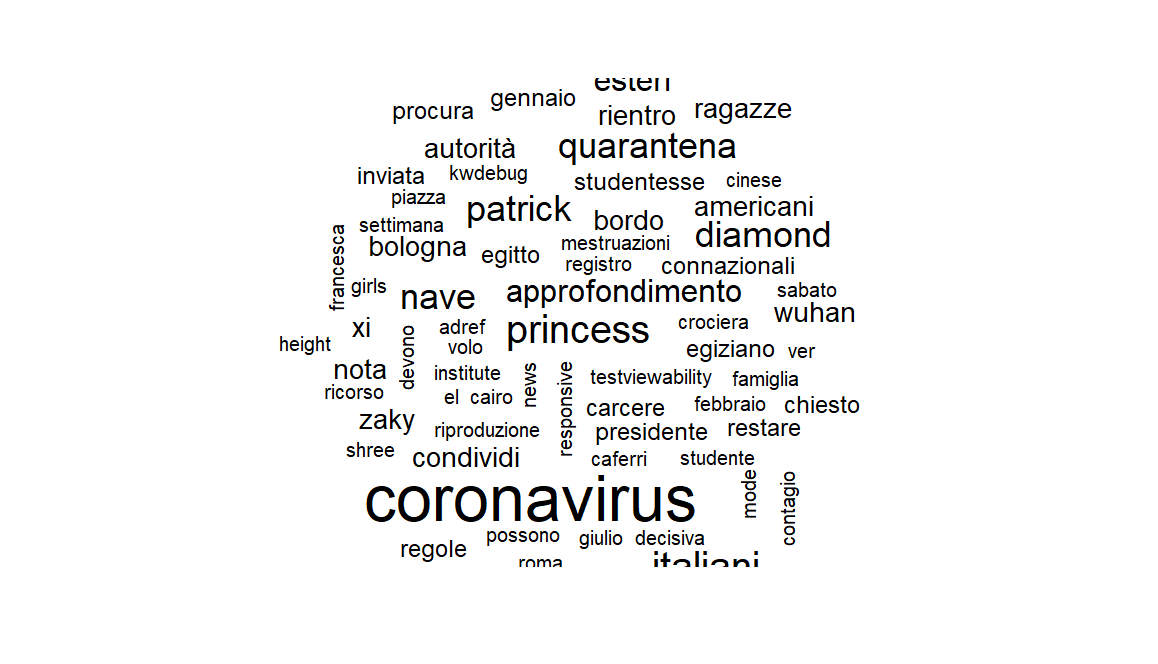 esteri
gennaio
procura
rientro
ragazze
autorità
quarantena
inviata
kwdebug
studentesse
cinese
piazza
patrick
bordo
americani
settimana
bologna
egitto
mestruazioni
diamond
francesca
registro
connazionali
girls
nave
approfondimento
sabato
wuhan
xi
adref
princess
crociera
height
devono
volo
egiziano
ver
nota
institute
news
responsive
testviewability
famiglia
ricorso
el cairo
carcere
febbraio
chiesto
zaky
riproduzione
presidente
restare
shree
condividi
caferri
studente
coronavirus
mode
contagio
regole
possono
giulio
decisiva
roma
italiani